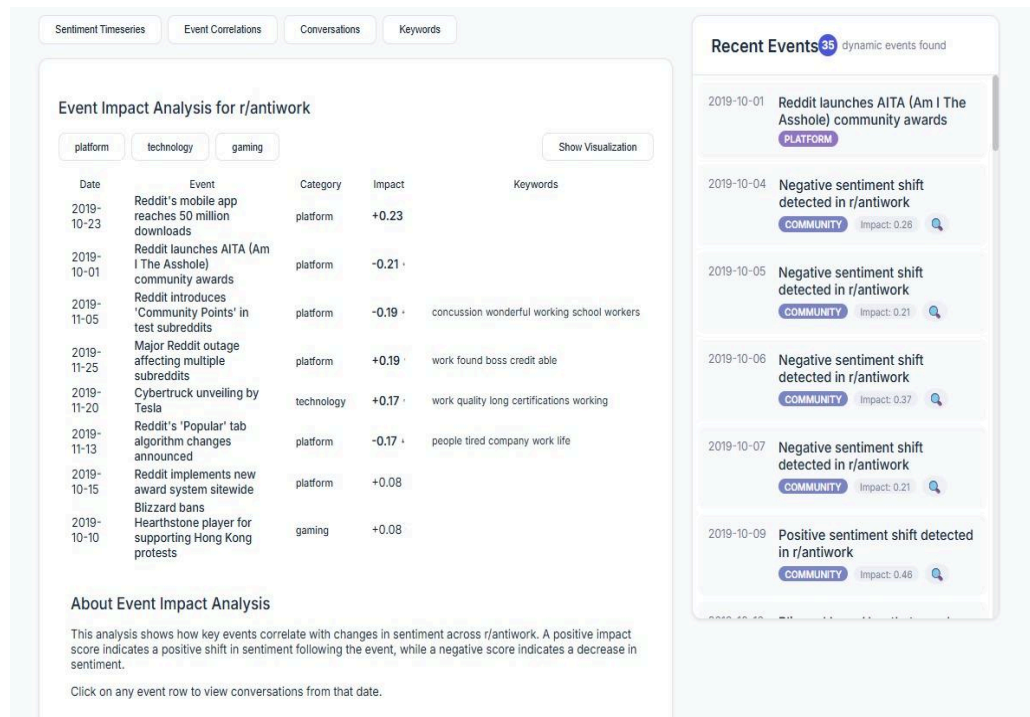 Sentiment Timeseries
Event Correlations
Conversations
Keywords
Event Impact Analysis for r/antiwork
platform
technology
gaming
Show Visualization
Date Event Category Impact Keywords
2019-10-23 Reddit's mobile app reaches 50 million downloads platform +0.23
2019-10-01 Reddit launches AITA (Am I The Asshole) community awards platform -0.21
2019-11-05 Reddit introduces 'Community Points' in test subreddits platform -0.19 concussion wonderful working school workers
2019-11-25 Major Reddit outage affecting multiple subreddits platform +0.19 work found boss credit able
2019-11-20 Cybertruck unveiling by Tesla technology +0.17 work quality long certifications working
2019-11-13 Reddit's 'Popular' tab algorithm changes announced platform -0.17 people tired company work life
2019-10-15 Reddit implements new award system sitewide platform +0.08
2019-10-10 Blizzard bans Hearthstone player for supporting Hong Kong protests gaming +0.08
About Event Impact Analysis
This analysis shows how key events correlate with changes in sentiment across r/antiwork. A positive impact
score indicates a positive shift in sentiment following the event, while a negative score indicates a decrease in
sentiment.
Click on any event row to view conversations from that date.
Recent Events 35 dynamic events found
2019-10-01 Reddit launches AITA (Am I The
Asshole) community awards
PLATFORM
2019-10-04 Negative sentiment shift
detected in r/antiwork
COMMUNITY Impact: 0.26
2019-10-05 Negative sentiment shift
detected in r/antiwork
COMMUNITY Impact: 0.21
2019-10-06 Negative sentiment shift
detected in r/antiwork
COMMUNITY Impact: 0.37
2019-10-07 Negative sentiment shift
detected in r/antiwork
COMMUNITY Impact: 0.21
2019-10-09 Positive sentiment shift detected
in r/antiwork
COMMUNITY Impact: 0.46